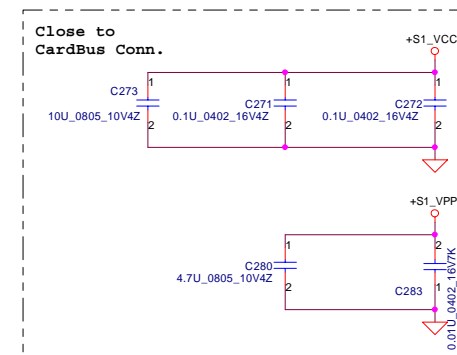 Close to
CardBus Conn.
+S1_VCC
1
1
1
C273
C271
C272
10U_0805_10V4Z
0.1U_0402_16V4Z
0.1U_0402_16V4Z
2
2
2
+S1_VPP
1
2
C280
4.7U_0805_10V4Z
2
1
C283
0.01U_0402_16V7K